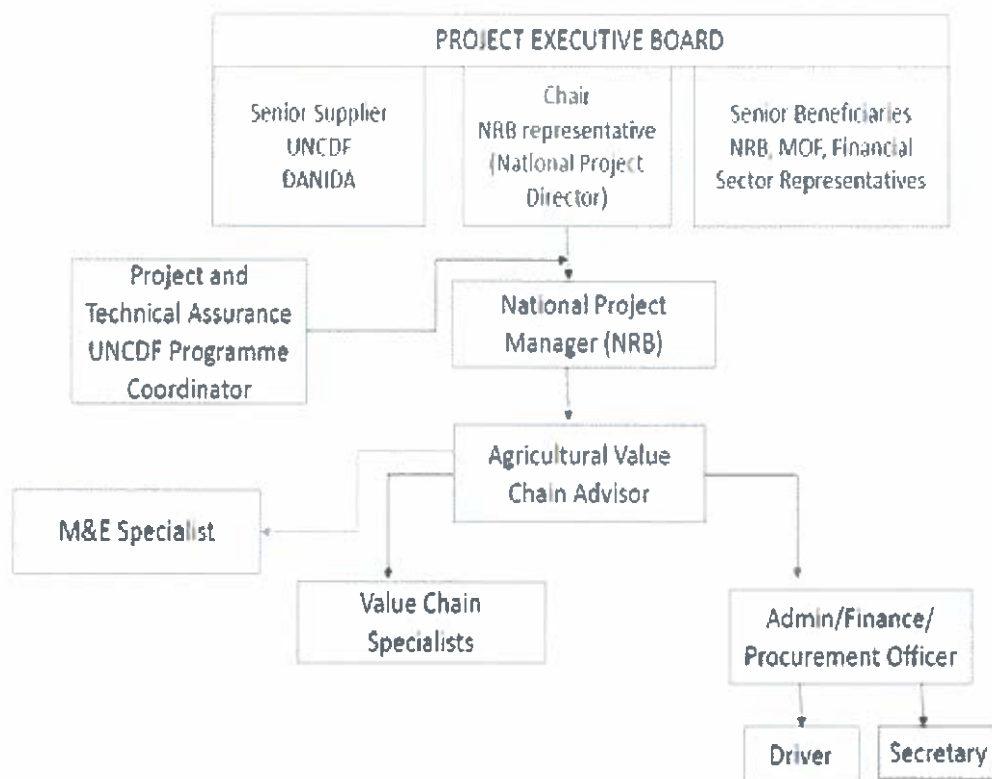 PROJECT EXECUTIVE BOARD
Senior Supplier
UNCDF
DANIDA
Chair
NRB representative
(National Project
Director)
Senior Beneficiaries
NRB, MOF, Financial
Sector Representatives
Project and
Technical Assurance
UNCDF Programme
Coordinator
National Project
Manager (NRB)
Agricultural Value
Chain Advisor
M&E Specialist
Value Chain
Specialists
Admin/Finance/
Procurement Officer
Driver
Secretary